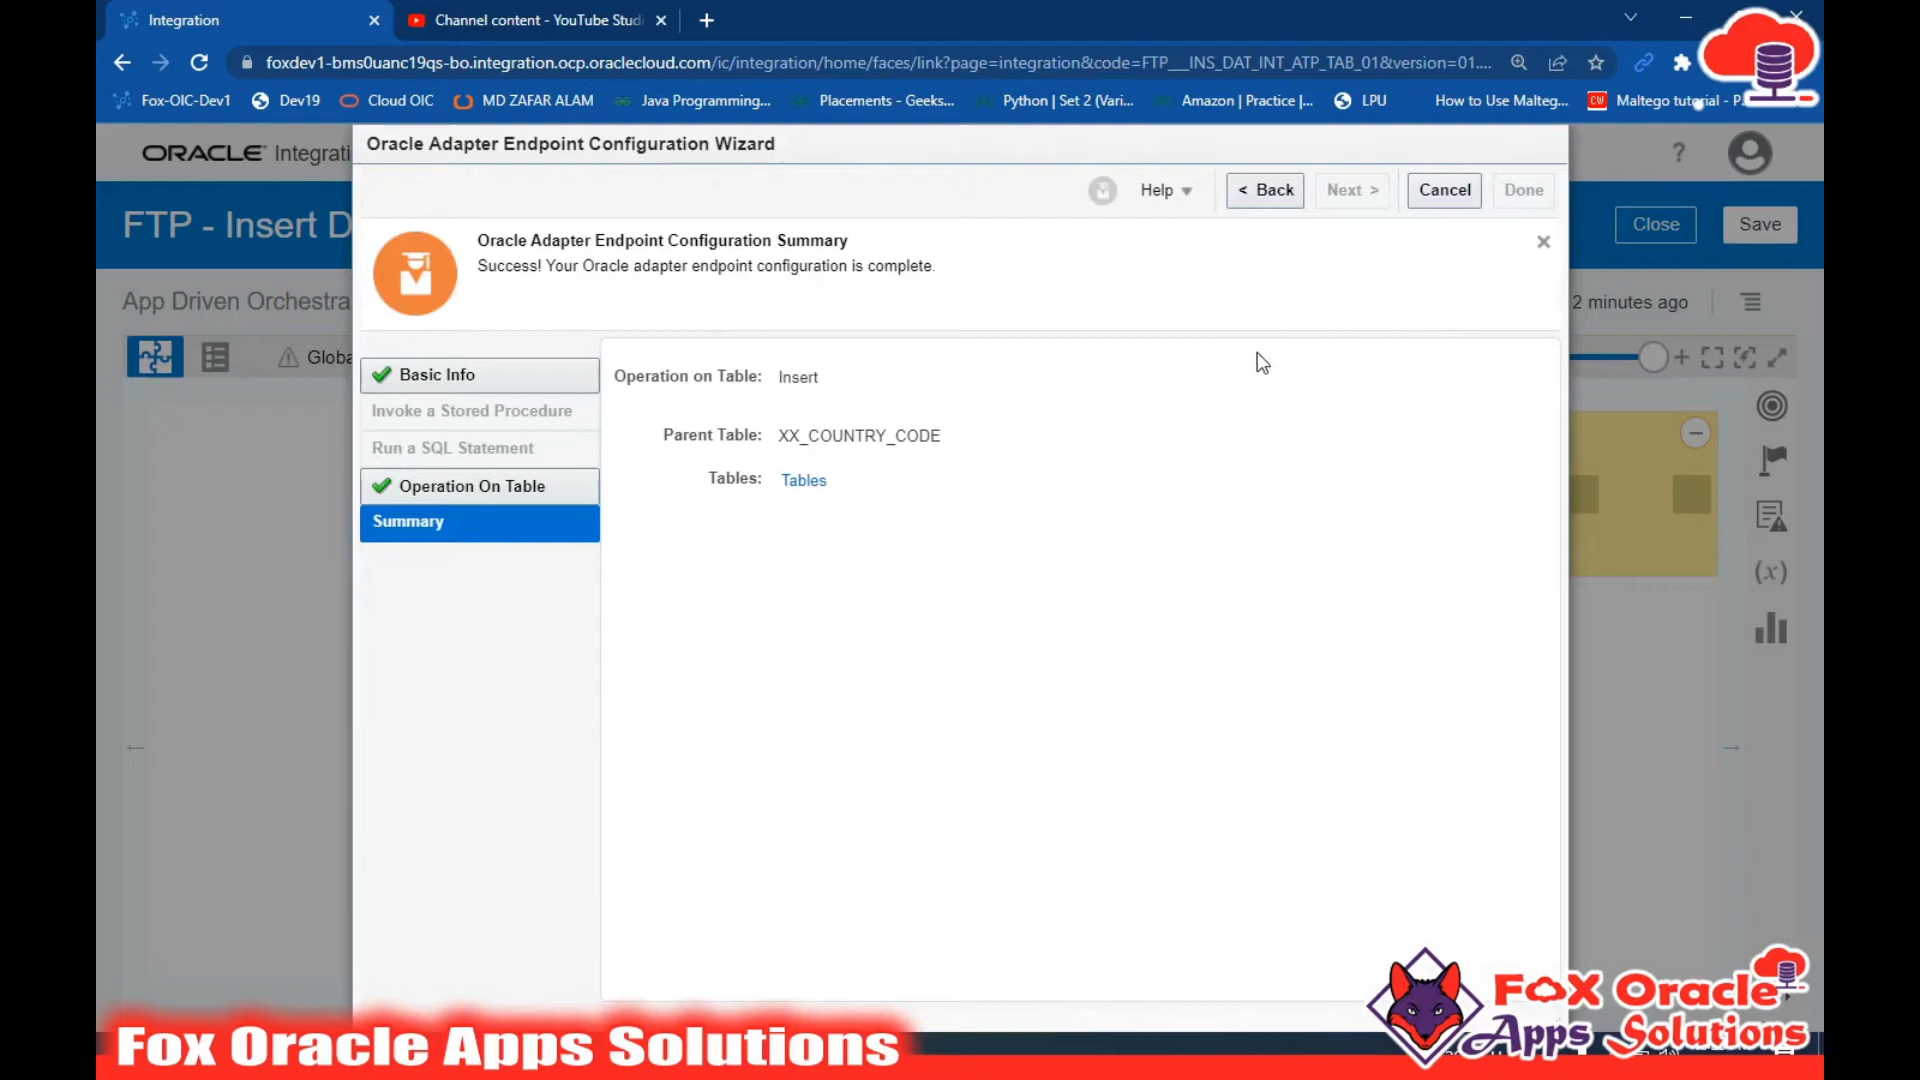 Integration
Channel content - YouTube Studi
foxdev1-bms0uanc19qs-bo.integration.ocp.oraclecloud.com/ic/integration/home/faces/link?page=integration&code=FTP___INS_DAT_INT_ATP_TAB_01&version=01....
Fox-OIC-Dev1
Dev19
Cloud OIC
MD ZAFAR ALAM
Java Programming...
Placements - Geeks...
Python | Set 2 (Vari...
Amazon | Practice |...
LPU
How to Use Malteg...
CW
Maltego tutorial - P
ORACLE Integrati
Oracle Adapter Endpoint Configuration Wizard
?
Help
< Back
Next >
Cancel
Done
FTP - Insert D
Close
Save
Oracle Adapter Endpoint Configuration Summary
Success! Your Oracle adapter endpoint configuration is complete.
App Driven Orchestra
2 minutes ago
Globa
Basic Info
Invoke a Stored Procedure
Run a SQL Statement
Operation On Table
Summary
Operation on Table: Insert
Parent Table: XX_COUNTRY_CODE
Tables: Tables
(x)
Fox Oracle Apps Solutions
FOX Oracle
Apps Solutions